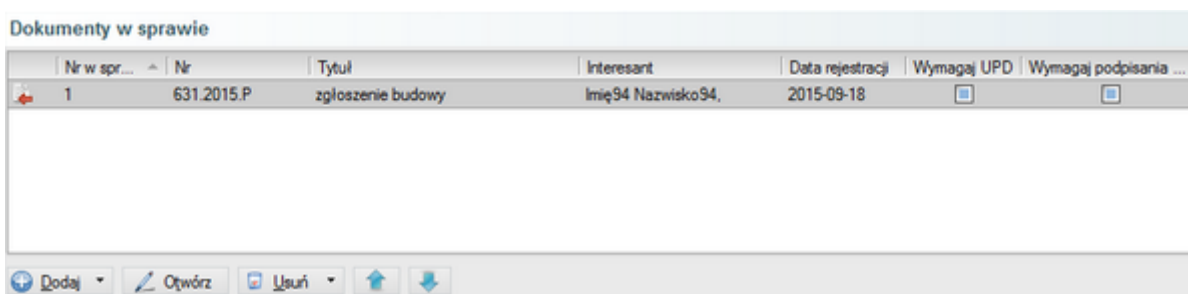 Dokumenty w sprawie
Nr w spr... Nr Tytuł Interesant Data rejestracji Wymagaj UPD Wymagaj podpisania ...
1 631.2015.P zgłoszenie budowy Imię94 Nazwisko94, 2015-09-18
Dodaj Otwórz Usuń